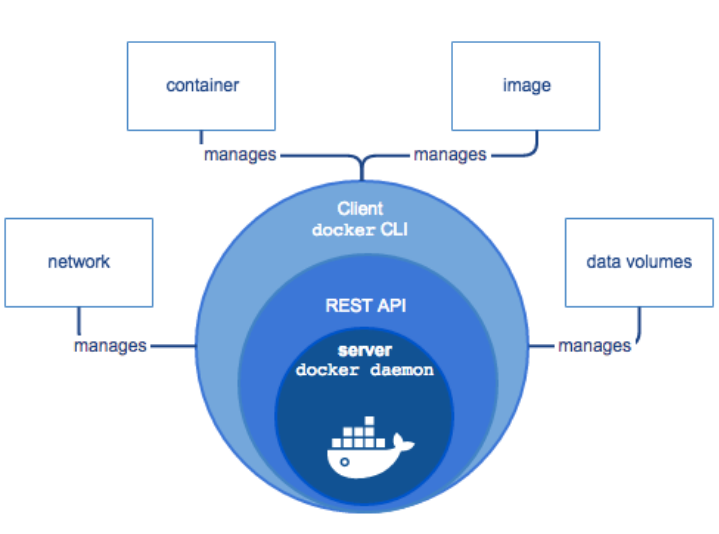 container
image
manages
manages
Client
docker CLI
network
data volumes
REST API
manages
server
manages
docker daemon